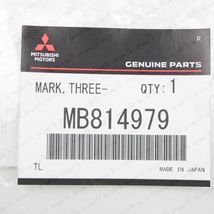 R
MITSUBISHI
MOTORS
GENUINE PARTS
MARK, THREE- QTY: 1
MB814979
TL
MADE IN JAPAN